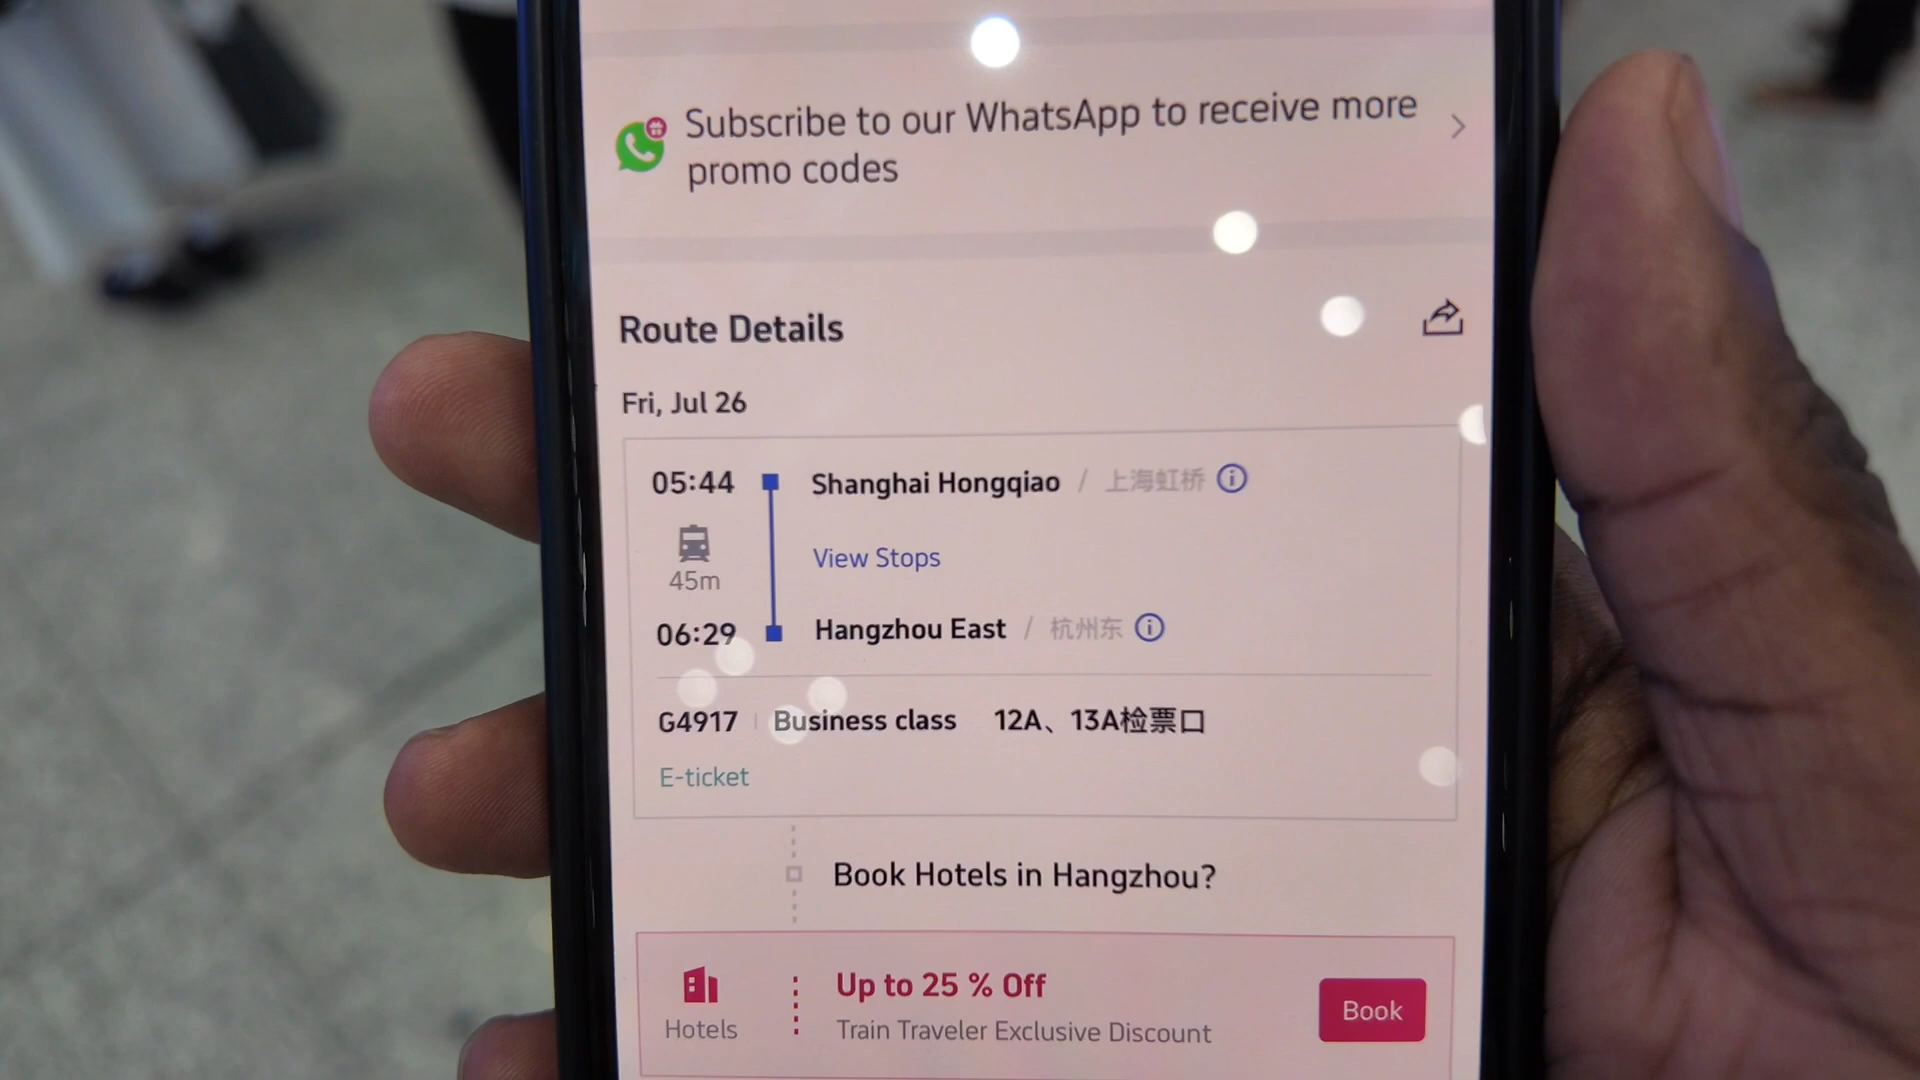 Subscribe to our WhatsApp to receive more
promo codes
Route Details
Fri, Jul 26
05:44 Shanghai Hongqiao / 上海虹桥
View Stops
45m
06:29 Hangzhou East / 杭州东
G4917 | Business class 12A、13A检票口
E-ticket
Book Hotels in Hangzhou?
Up to 25 % Off
Hotels Train Traveler Exclusive Discount
Book